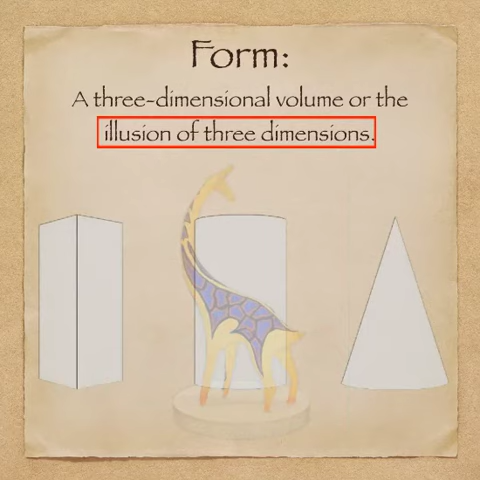 Form:
A three-dimensional volume or the
illusion of three dimensions.